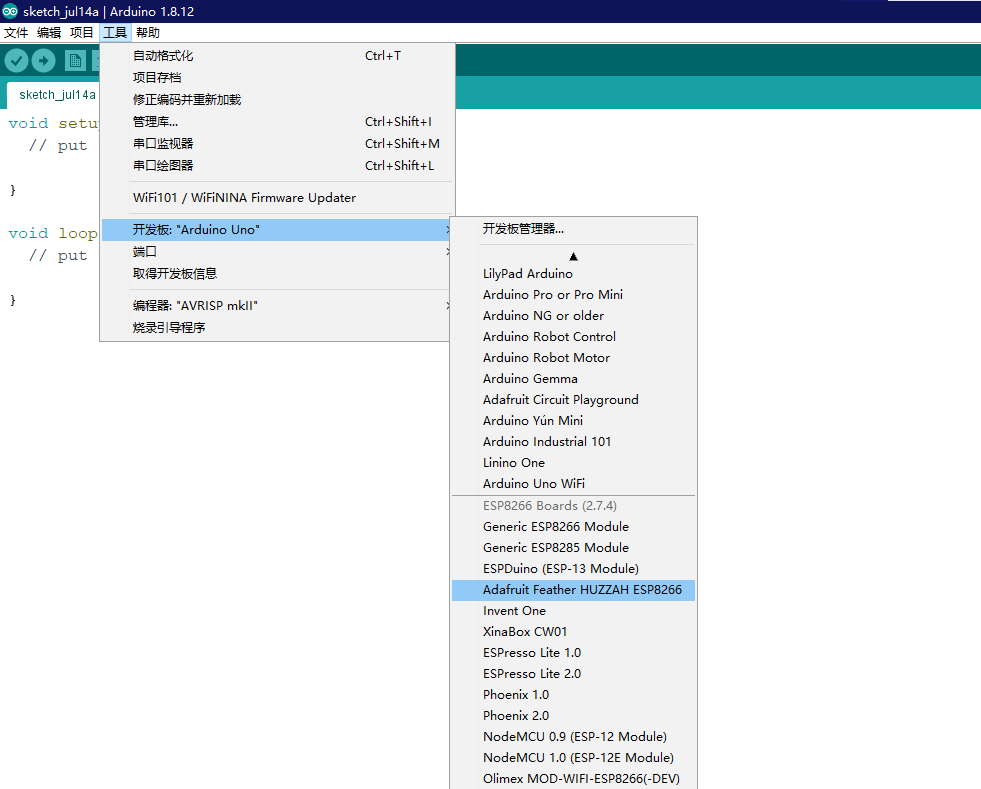 sketch_jul14a | Arduino 1.8.12
文件 编辑 项目 工具 帮助
sketch_jul14a
void setu
// put
}
void loop
// put
}
自动格式化 Ctrl+T
项目存档
修正编码并重新加载
管理库... Ctrl+Shift+I
串口监视器 Ctrl+Shift+M
串口绘图器 Ctrl+Shift+L
WiFi101 / WiFiNINA Firmware Updater
开发板: "Arduino Uno"
端口
取得开发板信息
编程器: "AVRISP mkII"
烧录引导程序
开发板管理器...
LilyPad Arduino
Arduino Pro or Pro Mini
Arduino NG or older
Arduino Robot Control
Arduino Robot Motor
Arduino Gemma
Adafruit Circuit Playground
Arduino Yún Mini
Arduino Industrial 101
Linino One
Arduino Uno WiFi
ESP8266 Boards (2.7.4)
Generic ESP8266 Module
Generic ESP8285 Module
ESPDuino (ESP-13 Module)
Adafruit Feather HUZZAH ESP8266
Invent One
XinaBox CW01
ESPresso Lite 1.0
ESPresso Lite 2.0
Phoenix 1.0
Phoenix 2.0
NodeMCU 0.9 (ESP-12 Module)
NodeMCU 1.0 (ESP-12E Module)
Olimex MOD-WIFI-ESP8266(-DEV)